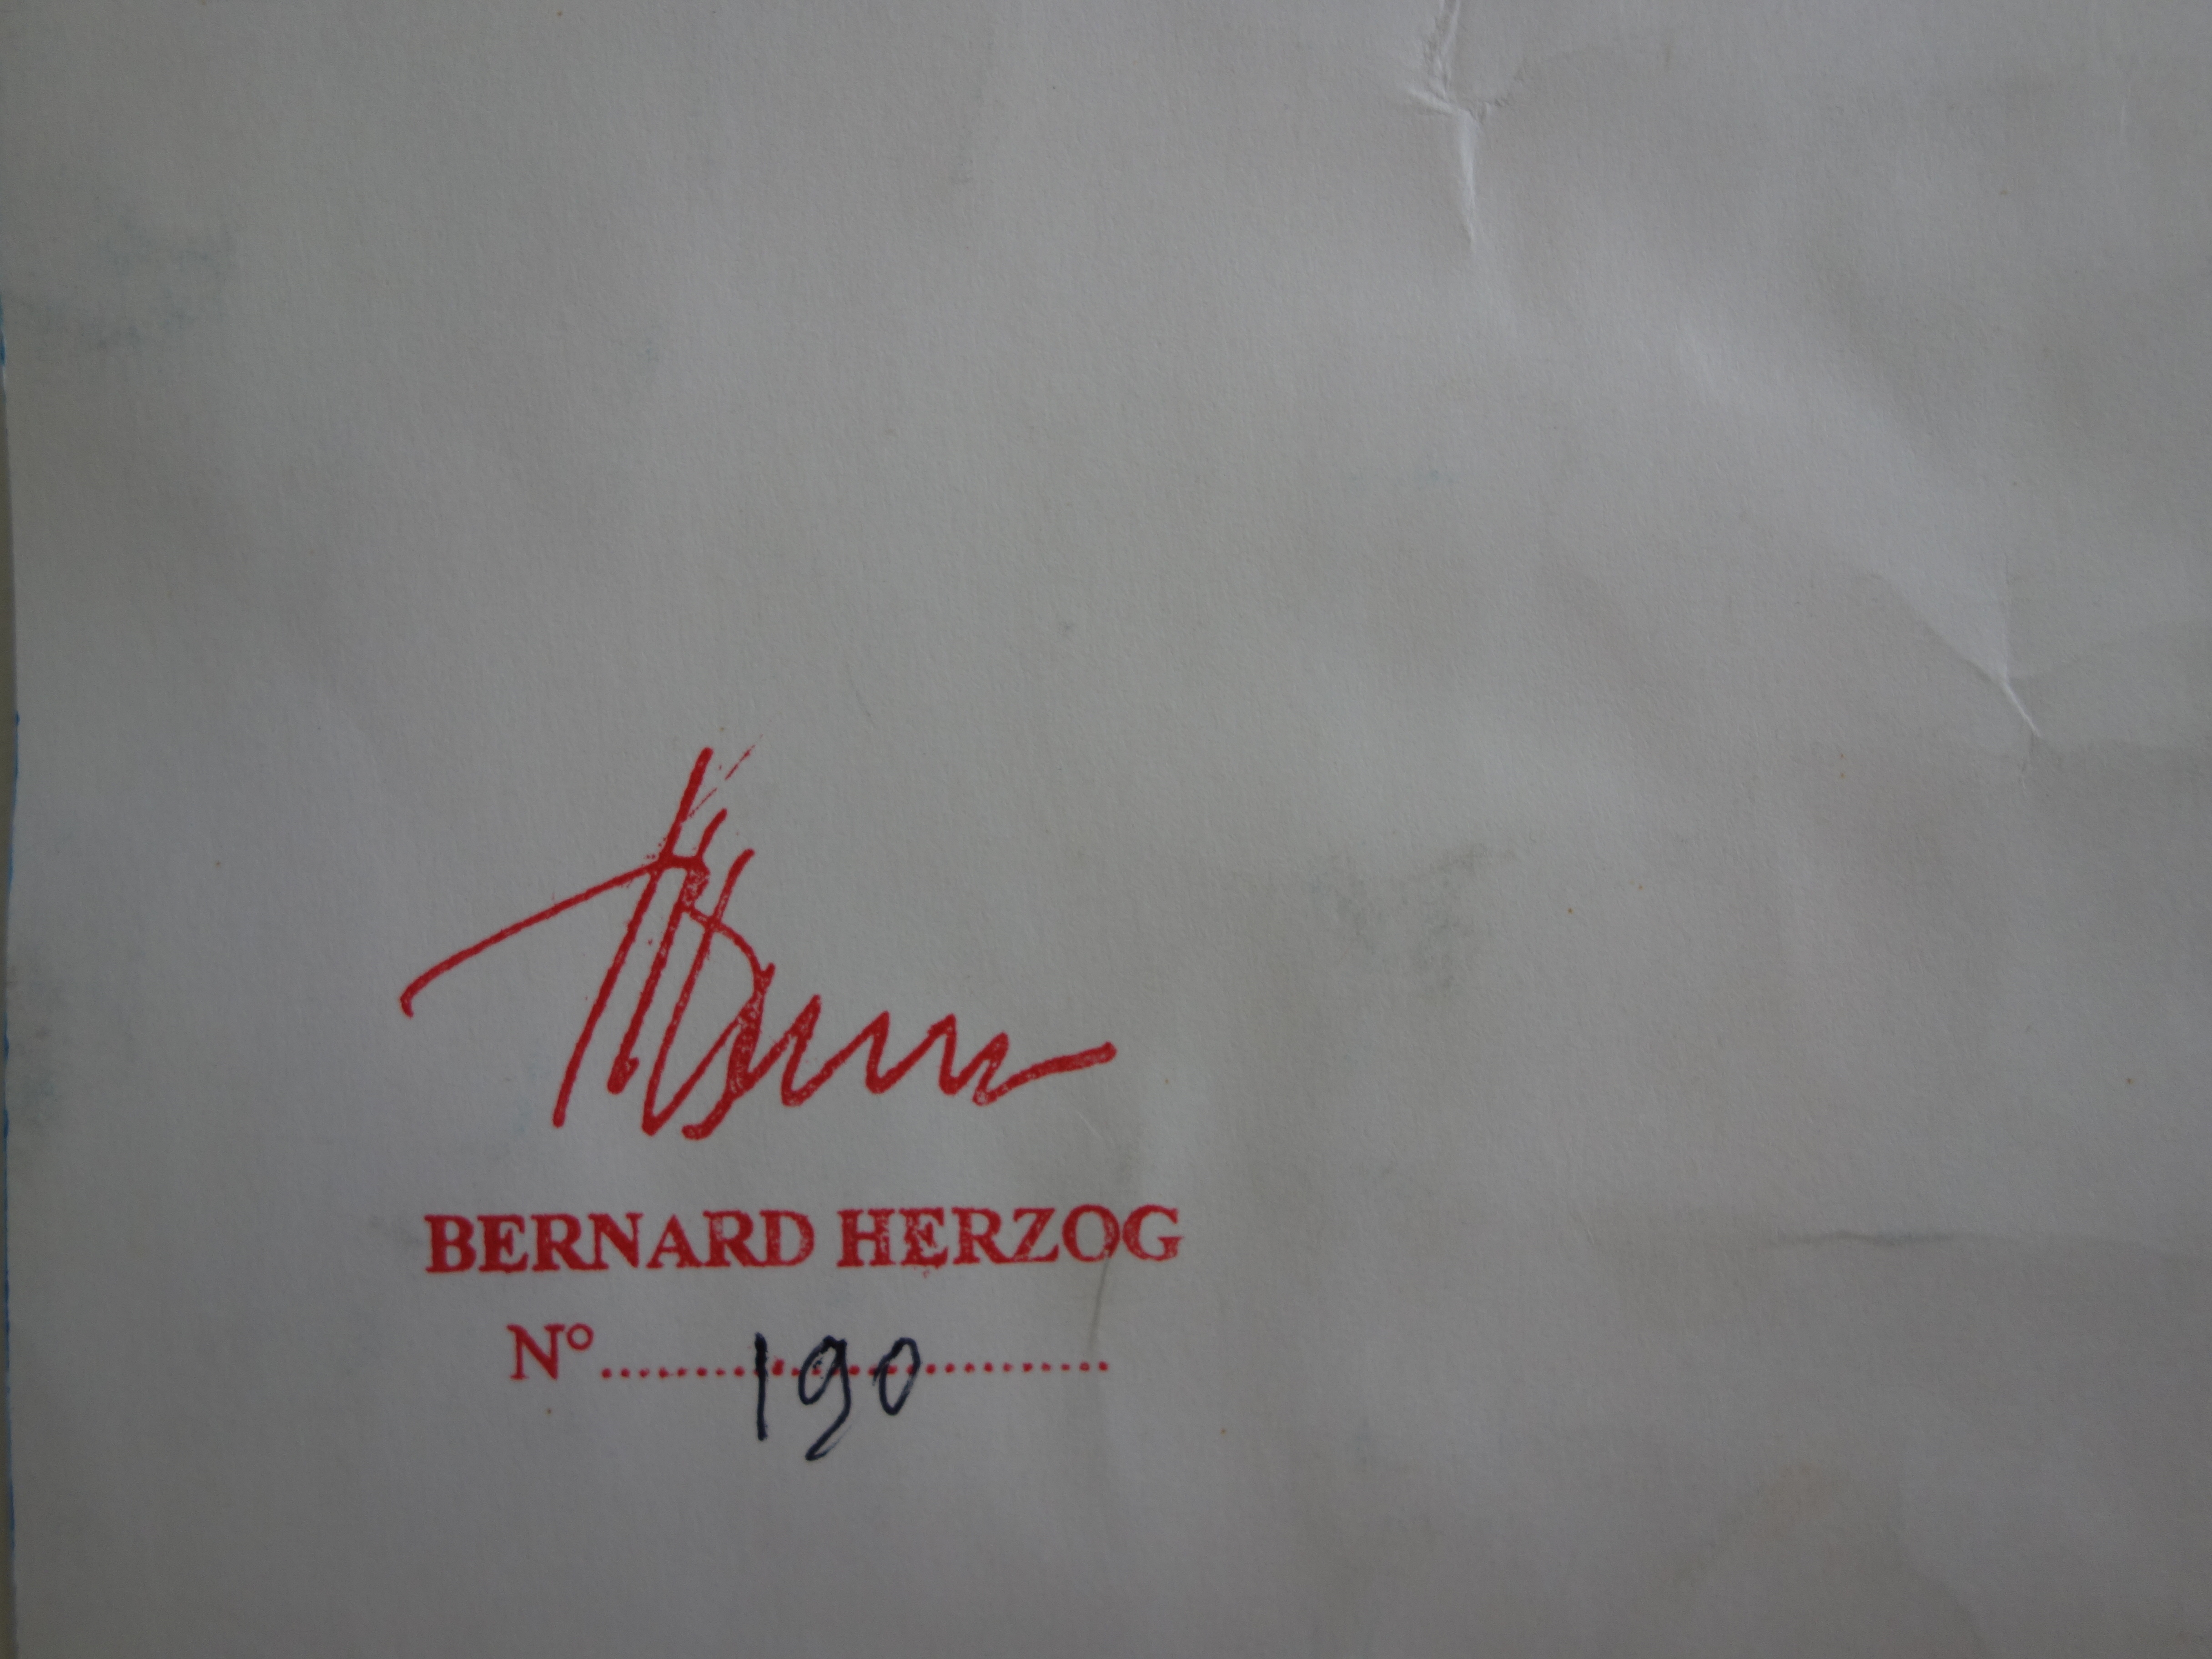 BERNARD HERZOG
N°..........190..........